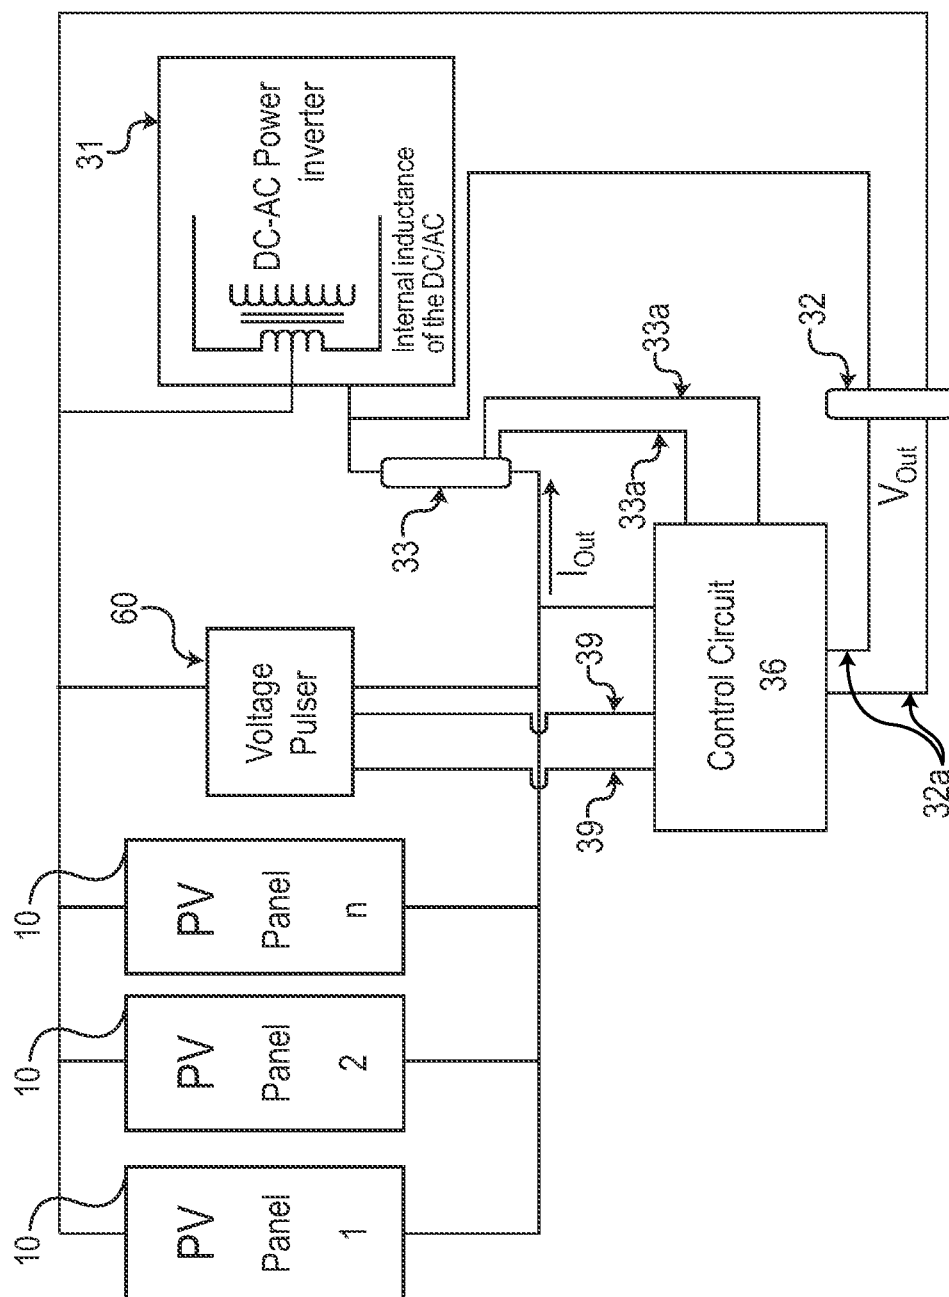 10
PV
Panel
1
10
PV
Panel
2
10
PV
Panel
n
60
Voltage
Pulser
31
DC-AC Power
inverter
Internal inductance
of the DC/AC
33
IOut
33a
33a
39
39
Control Circuit
36
32
VOut
32a